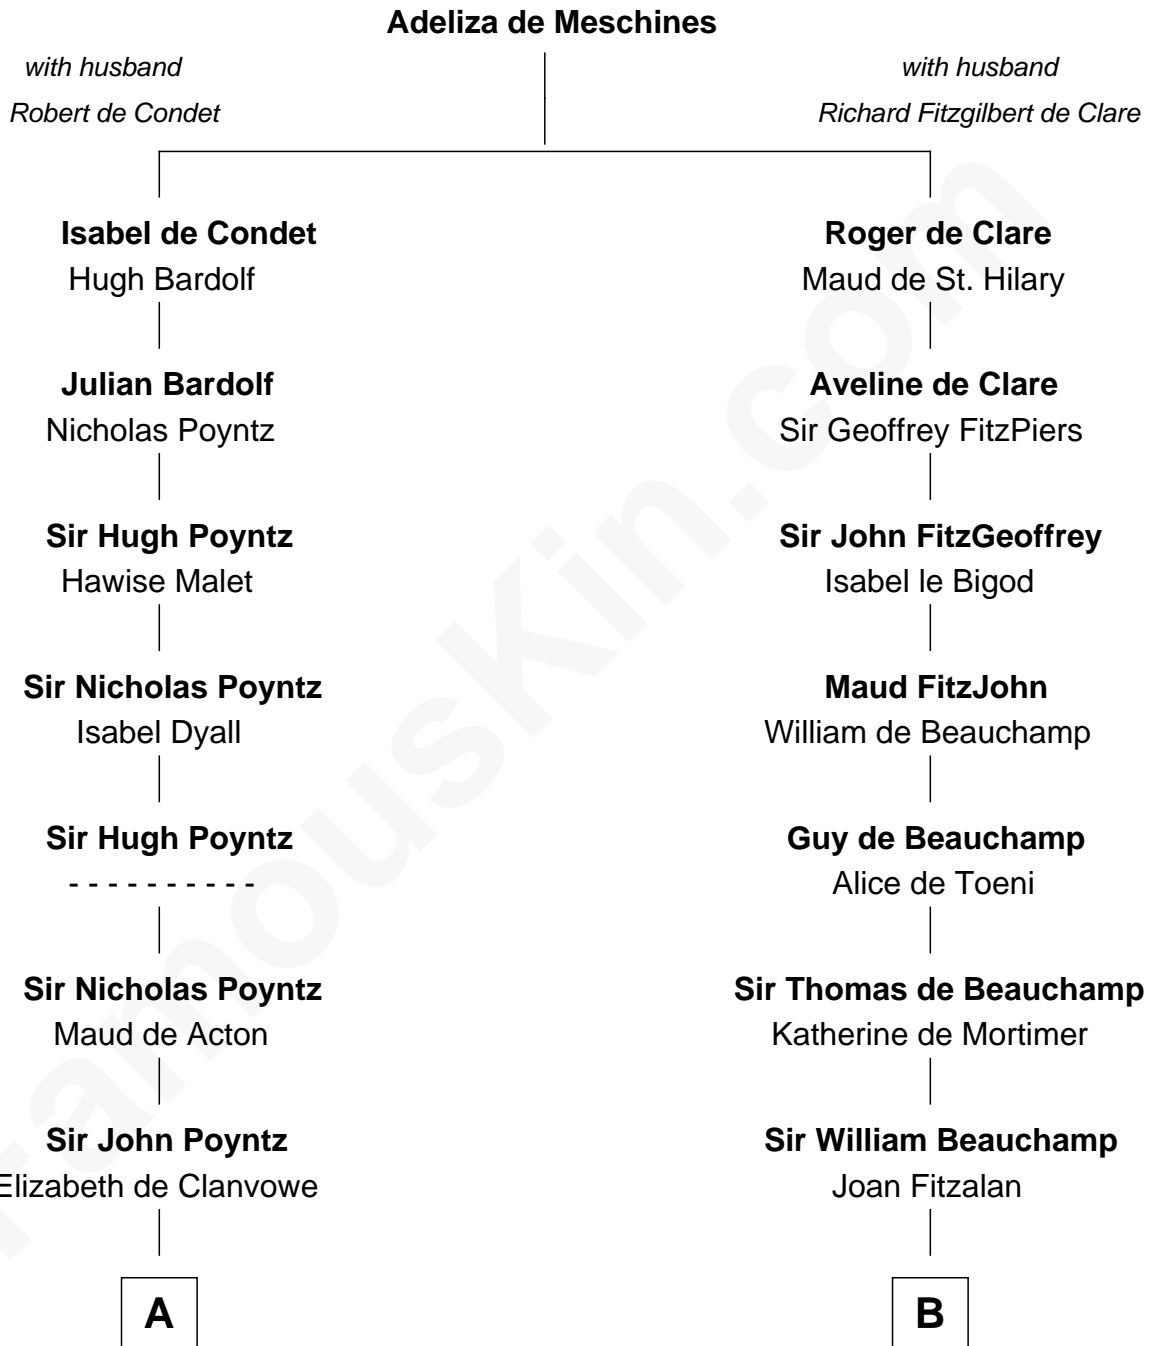 Adeliza de Meschines
with husband
Robert de Condet
with husband
Richard Fitzgilbert de Clare
Isabel de Condet
Hugh Bardolf
Roger de Clare
Maud de St. Hilary
Julian Bardolf
Nicholas Poyntz
Aveline de Clare
Sir Geoffrey FitzPiers
Sir Hugh Poyntz
Hawise Malet
Sir John FitzGeoffrey
Isabel le Bigod
Sir Nicholas Poyntz
Isabel Dyall
Maud FitzJohn
William de Beauchamp
Sir Hugh Poyntz
- - - - - - - - - -
Guy de Beauchamp
Alice de Toeni
Sir Nicholas Poyntz
Maud de Acton
Sir Thomas de Beauchamp
Katherine de Mortimer
Sir John Poyntz
Elizabeth de Clanvowe
Sir William Beauchamp
Joan Fitzalan
A
B
famouskin.com